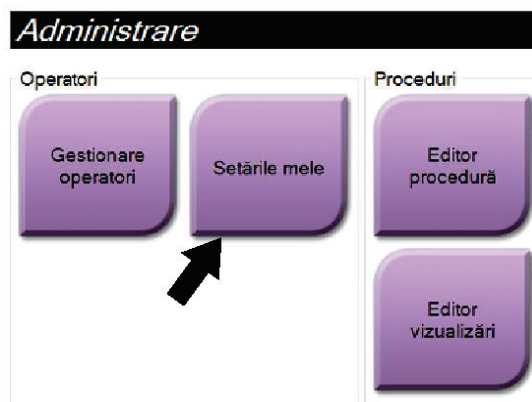 Administrare
Operatori
Proceduri
Gestionare
operatori
Setările mele
Editor
procedură
Editor
vizualizări